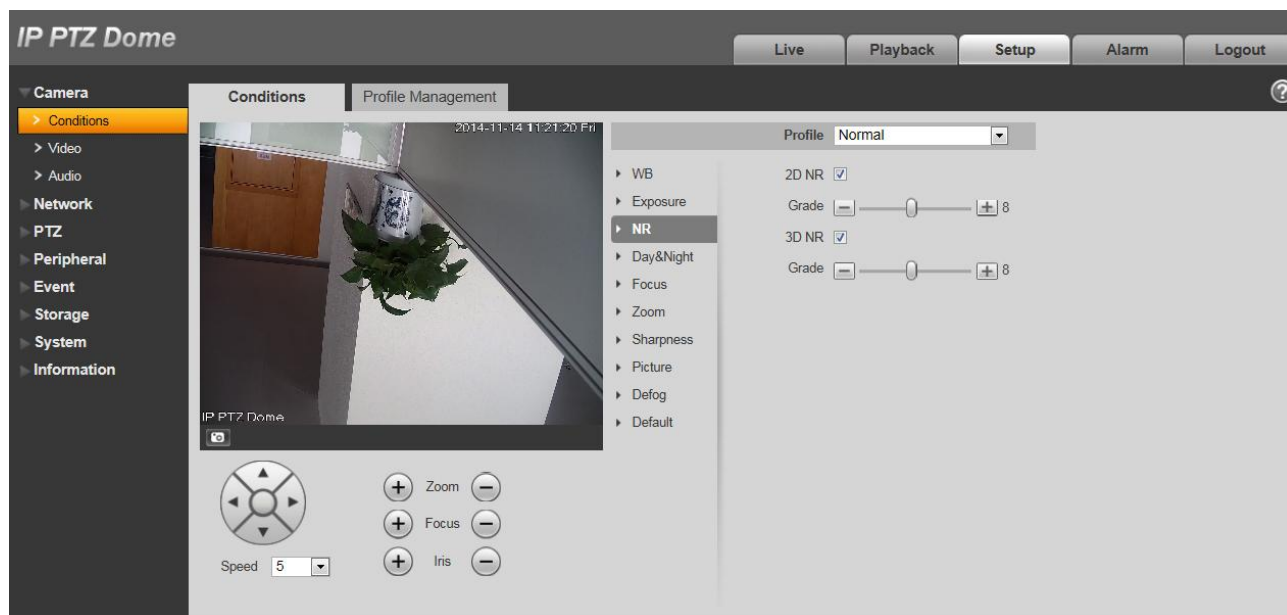 IP PTZ Dome
Live Playback Setup Alarm Logout
Camera
Conditions
Video
Audio
Network
PTZ
Peripheral
Event
Storage
System
Information
Conditions Profile Management
2014-11-14 11:21:20 Fri
IP PTZ Dome
Speed 5
Zoom
Focus
Iris
Profile Normal
WB
Exposure
NR
Day&Night
Focus
Zoom
Sharpness
Picture
Defog
Default
2D NR
Grade 8
3D NR
Grade 8